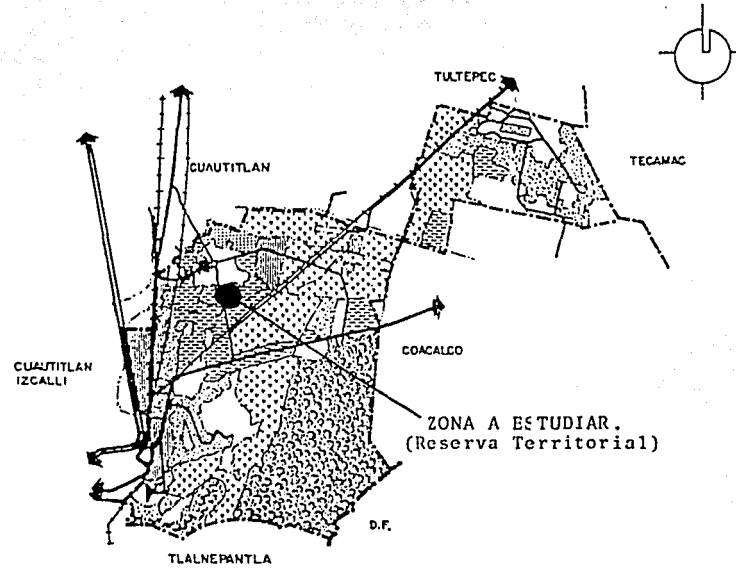 TULTEPEC
TECAMAC
CUAUTITLAN
COACALCO
CUAUTITLAN
IZCALLI
ZONA A ESTUDIAR.
(Reserva Territorial)
D.F.
TLALNEPANTLA